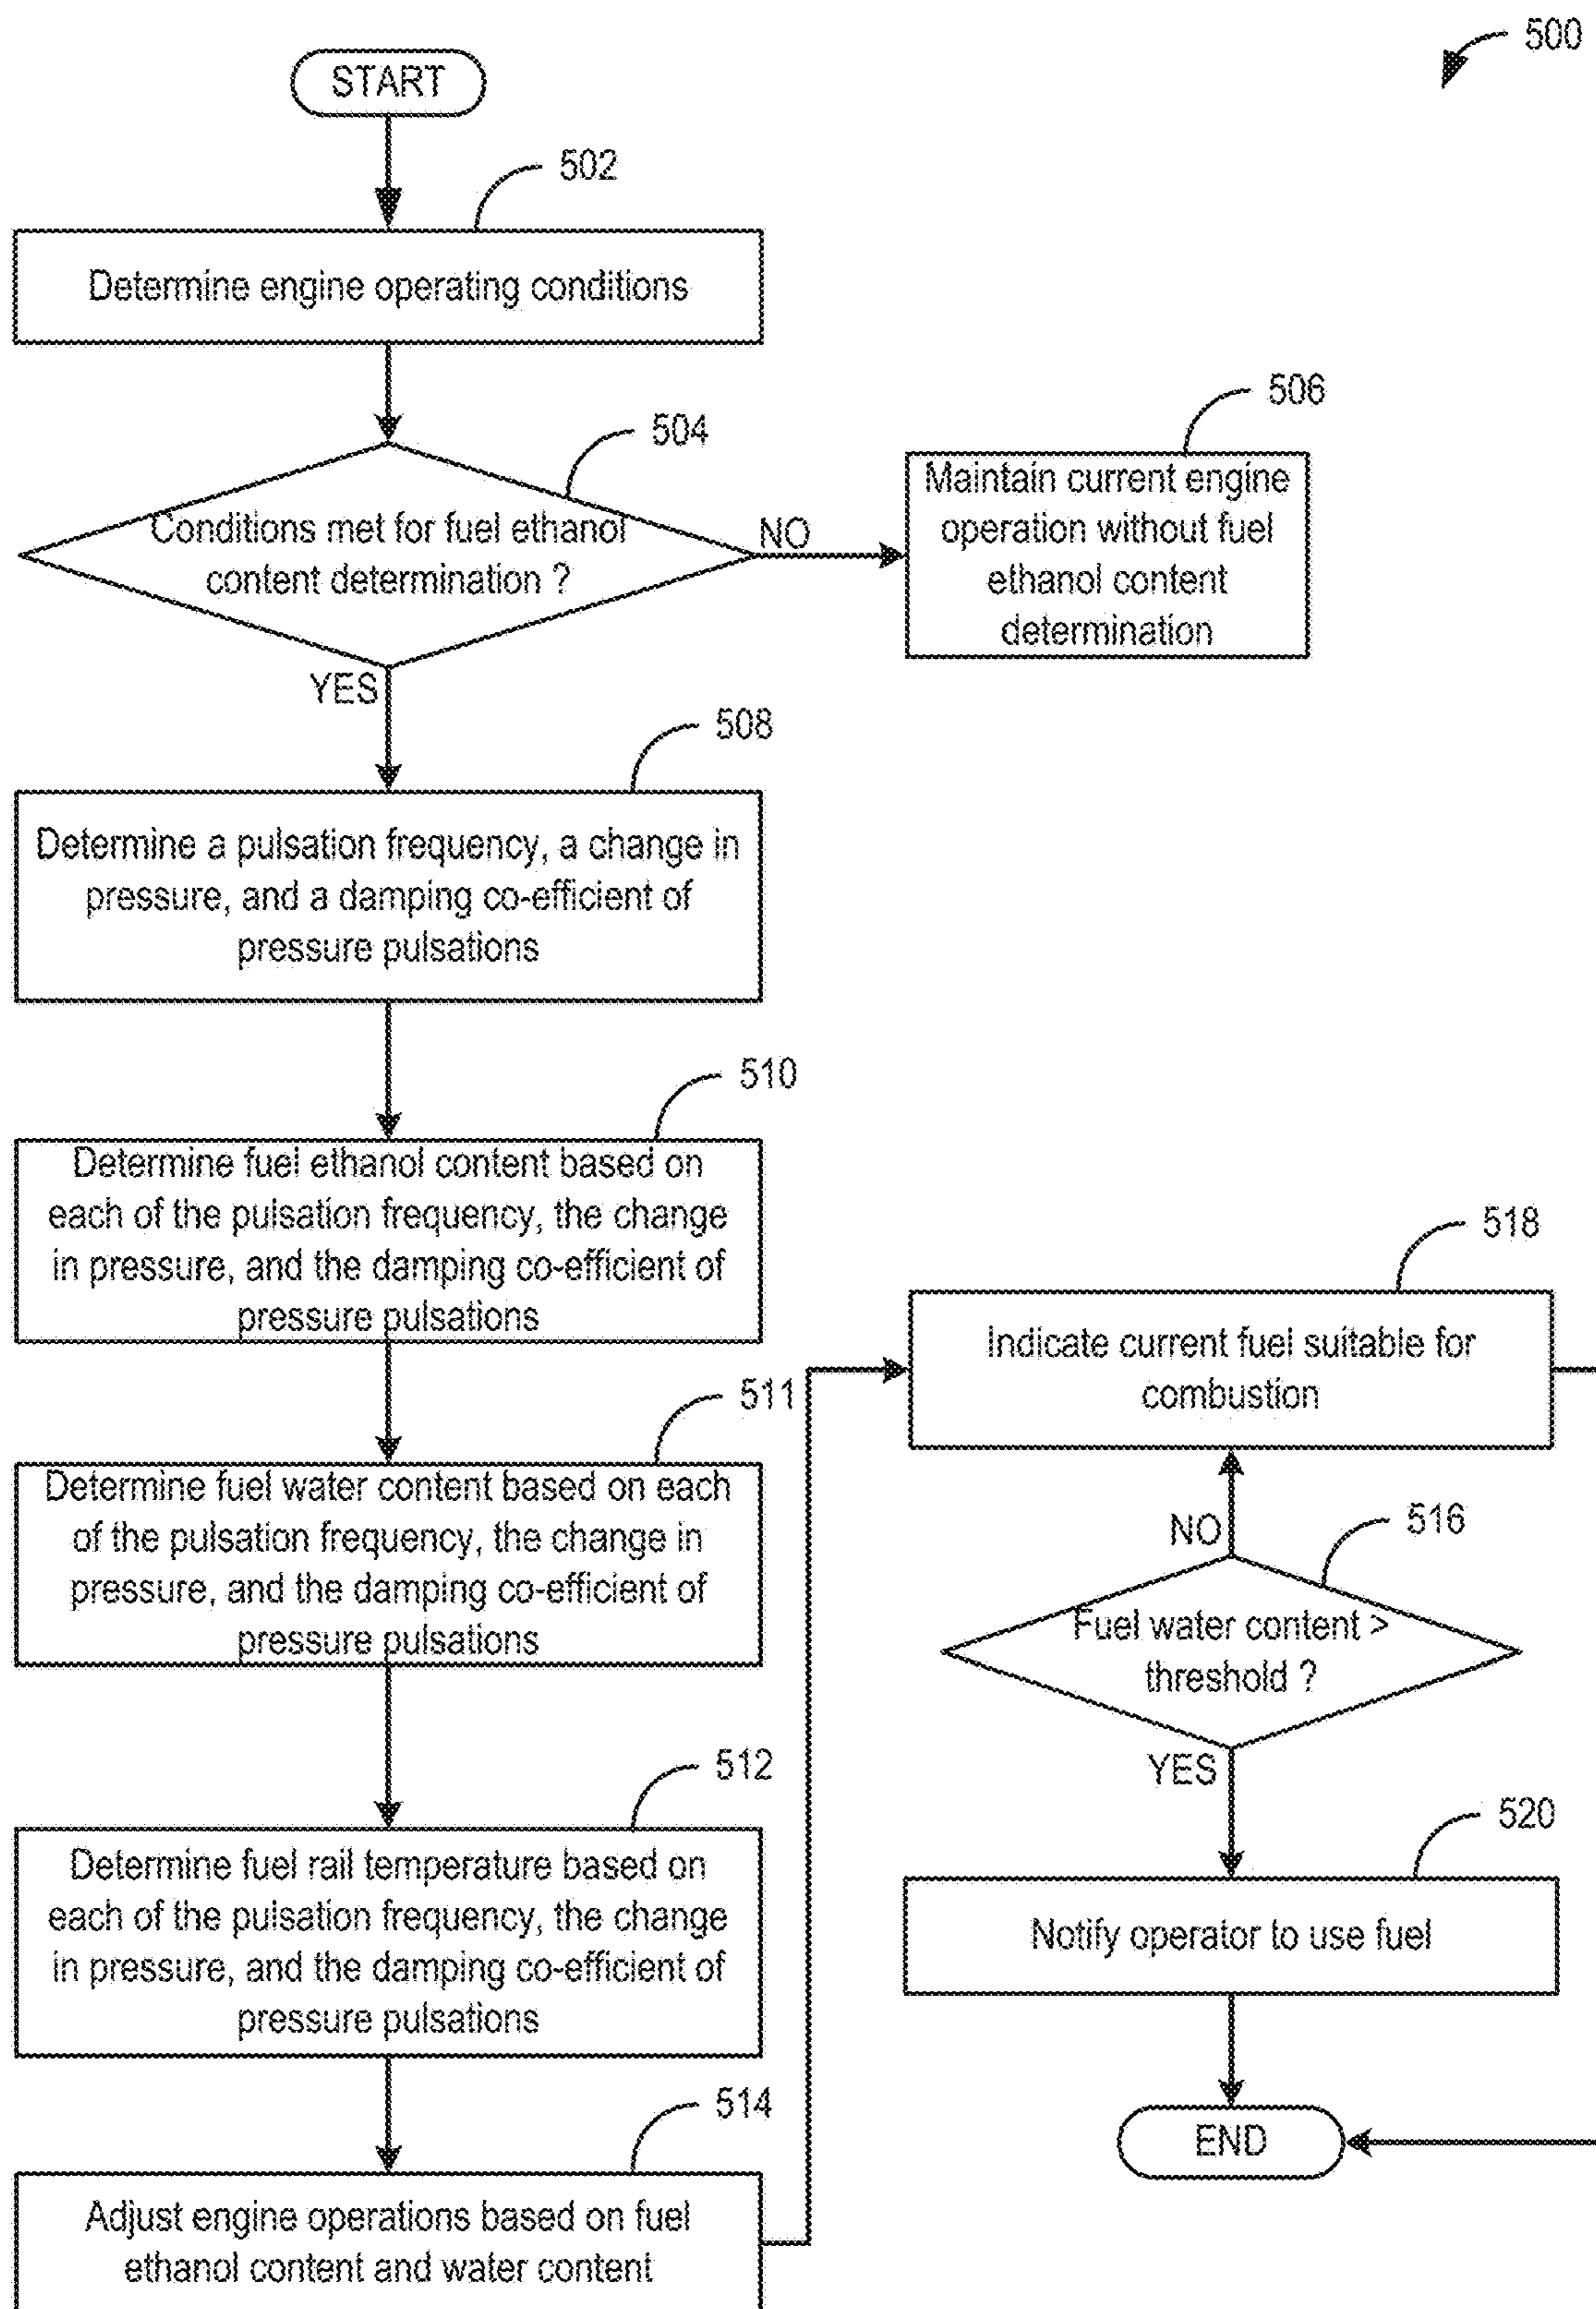 500
START
502
Determine engine operating conditions
504
Conditions met for fuel ethanol
content determination ?
NO
YES
506
Maintain current engine
operation without fuel
ethanol content
determination
508
Determine a pulsation frequency, a change in
pressure, and a damping co-efficient of
pressure pulsations
510
Determine fuel ethanol content based on
each of the pulsation frequency, the change
in pressure, and the damping co-efficient of
pressure pulsations
511
Determine fuel water content based on each
of the pulsation frequency, the change in
pressure, and the damping co-efficient of
pressure pulsations
512
Determine fuel rail temperature based on
each of the pulsation frequency, the change
in pressure, and the damping co-efficient of
pressure pulsations
514
Adjust engine operations based on fuel
ethanol content and water content
518
Indicate current fuel suitable for
combustion
NO
516
Fuel water content >
threshold ?
YES
520
Notify operator to use fuel
END